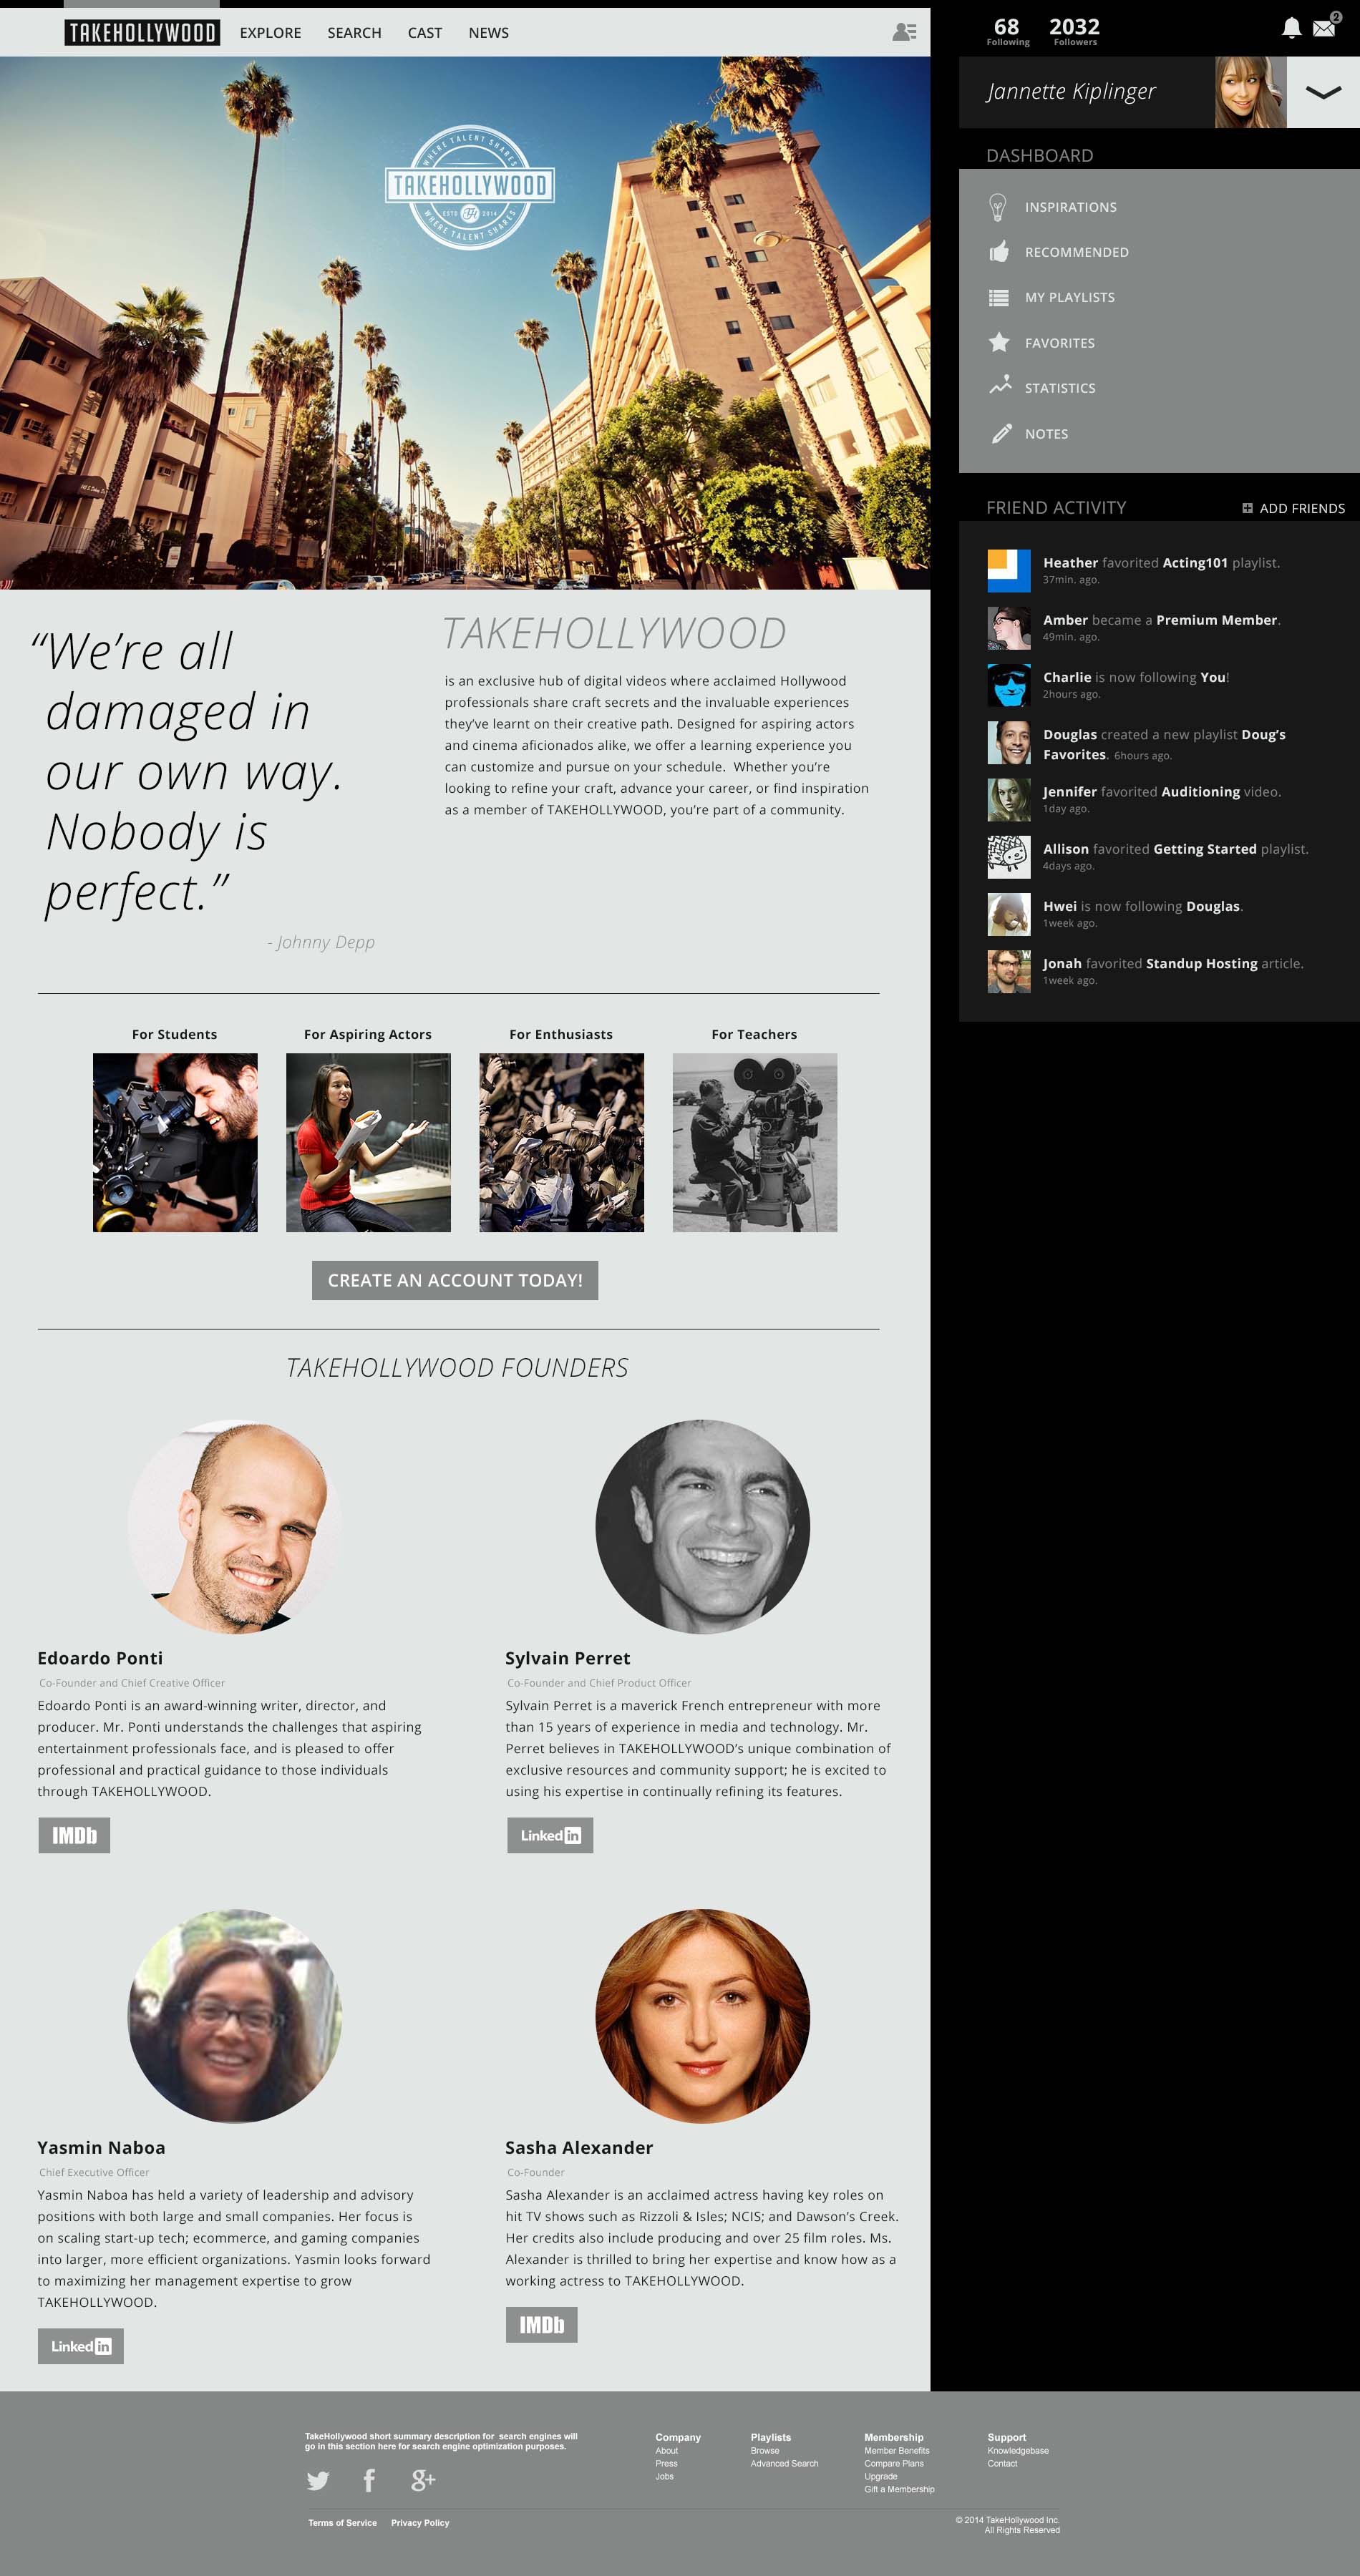 TAKEHOLLYWOOD
EXPLORE
SEARCH
CAST
NEWS
68
Following
2032
Followers
2
Jannette Kiplinger
WHERE TALENT SHARES
TAKEHOLLYWOOD
ESTD
2014
WHERE TALENT SHARES
DASHBOARD
INSPIRATIONS
RECOMMENDED
MY PLAYLISTS
FAVORITES
STATISTICS
NOTES
FRIEND ACTIVITY
ADD FRIENDS
Heather favorited Acting101 playlist.
37min. ago.
Amber became a Premium Member.
49min. ago.
Charlie is now following You!
2hours ago.
Douglas created a new playlist Doug’s
Favorites. 6hours ago.
Jennifer favorited Auditioning video.
1day ago.
Allison favorited Getting Started playlist.
4days ago.
Hwei is now following Douglas.
1week ago.
Jonah favorited Standup Hosting article.
1week ago.
“We’re all
damaged in
our own way.
Nobody is
perfect.”
- Johnny Depp
TAKEHOLLYWOOD
is an exclusive hub of digital videos where acclaimed Hollywood
professionals share craft secrets and the invaluable experiences
they’ve learnt on their creative path. Designed for aspiring actors
and cinema aficionados alike, we offer a learning experience you
can customize and pursue on your schedule.  Whether you’re
looking to refine your craft, advance your career, or find inspiration
as a member of TAKEHOLLYWOOD, you’re part of a community.
For Students
For Aspiring Actors
For Enthusiasts
For Teachers
CREATE AN ACCOUNT TODAY!
TAKEHOLLYWOOD FOUNDERS
Edoardo Ponti
Co-Founder and Chief Creative Officer
Edoardo Ponti is an award-winning writer, director, and
producer. Mr. Ponti understands the challenges that aspiring
entertainment professionals face, and is pleased to offer
professional and practical guidance to those individuals
through TAKEHOLLYWOOD.
IMDb
Sylvain Perret
Co-Founder and Chief Product Officer
Sylvain Perret is a maverick French entrepreneur with more
than 15 years of experience in media and technology. Mr.
Perret believes in TAKEHOLLYWOOD’s unique combination of
exclusive resources and community support; he is excited to
using his expertise in continually refining its features.
Linked in
Yasmin Naboa
Chief Executive Officer
Yasmin Naboa has held a variety of leadership and advisory
positions with both large and small companies. Her focus is
on scaling start-up tech; ecommerce, and gaming companies
into larger, more efficient organizations. Yasmin looks forward
to maximizing her management expertise to grow
TAKEHOLLYWOOD.
Linked in
Sasha Alexander
Co-Founder
Sasha Alexander is an acclaimed actress having key roles on
hit TV shows such as Rizzoli & Isles; NCIS; and Dawson’s Creek.
Her credits also include producing and over 25 film roles. Ms.
Alexander is thrilled to bring her expertise and know how as a
working actress to TAKEHOLLYWOOD.
IMDb
TakeHollywood short summary description for  search engines will
go in this section here for search engine optimization purposes.
Company
About
Press
Jobs
Playlists
Browse
Advanced Search
Membership
Member Benefits
Compare Plans
Upgrade
Gift a Membership
Support
Knowledgebase
Contact
Terms of Service
Privacy Policy
© 2014 TakeHollywood Inc.
All Rights Reserved